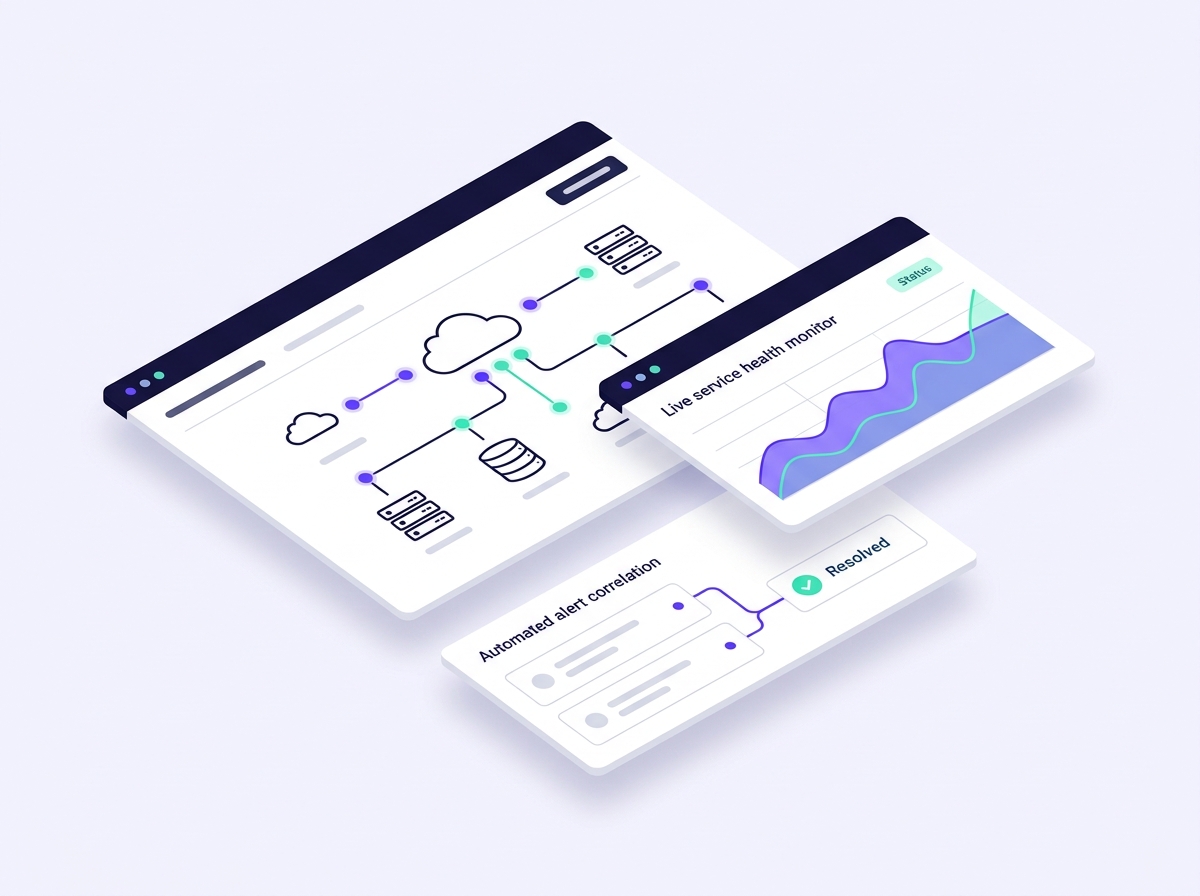 Status
Live service health monitor
Automated alert correlation
Resolved